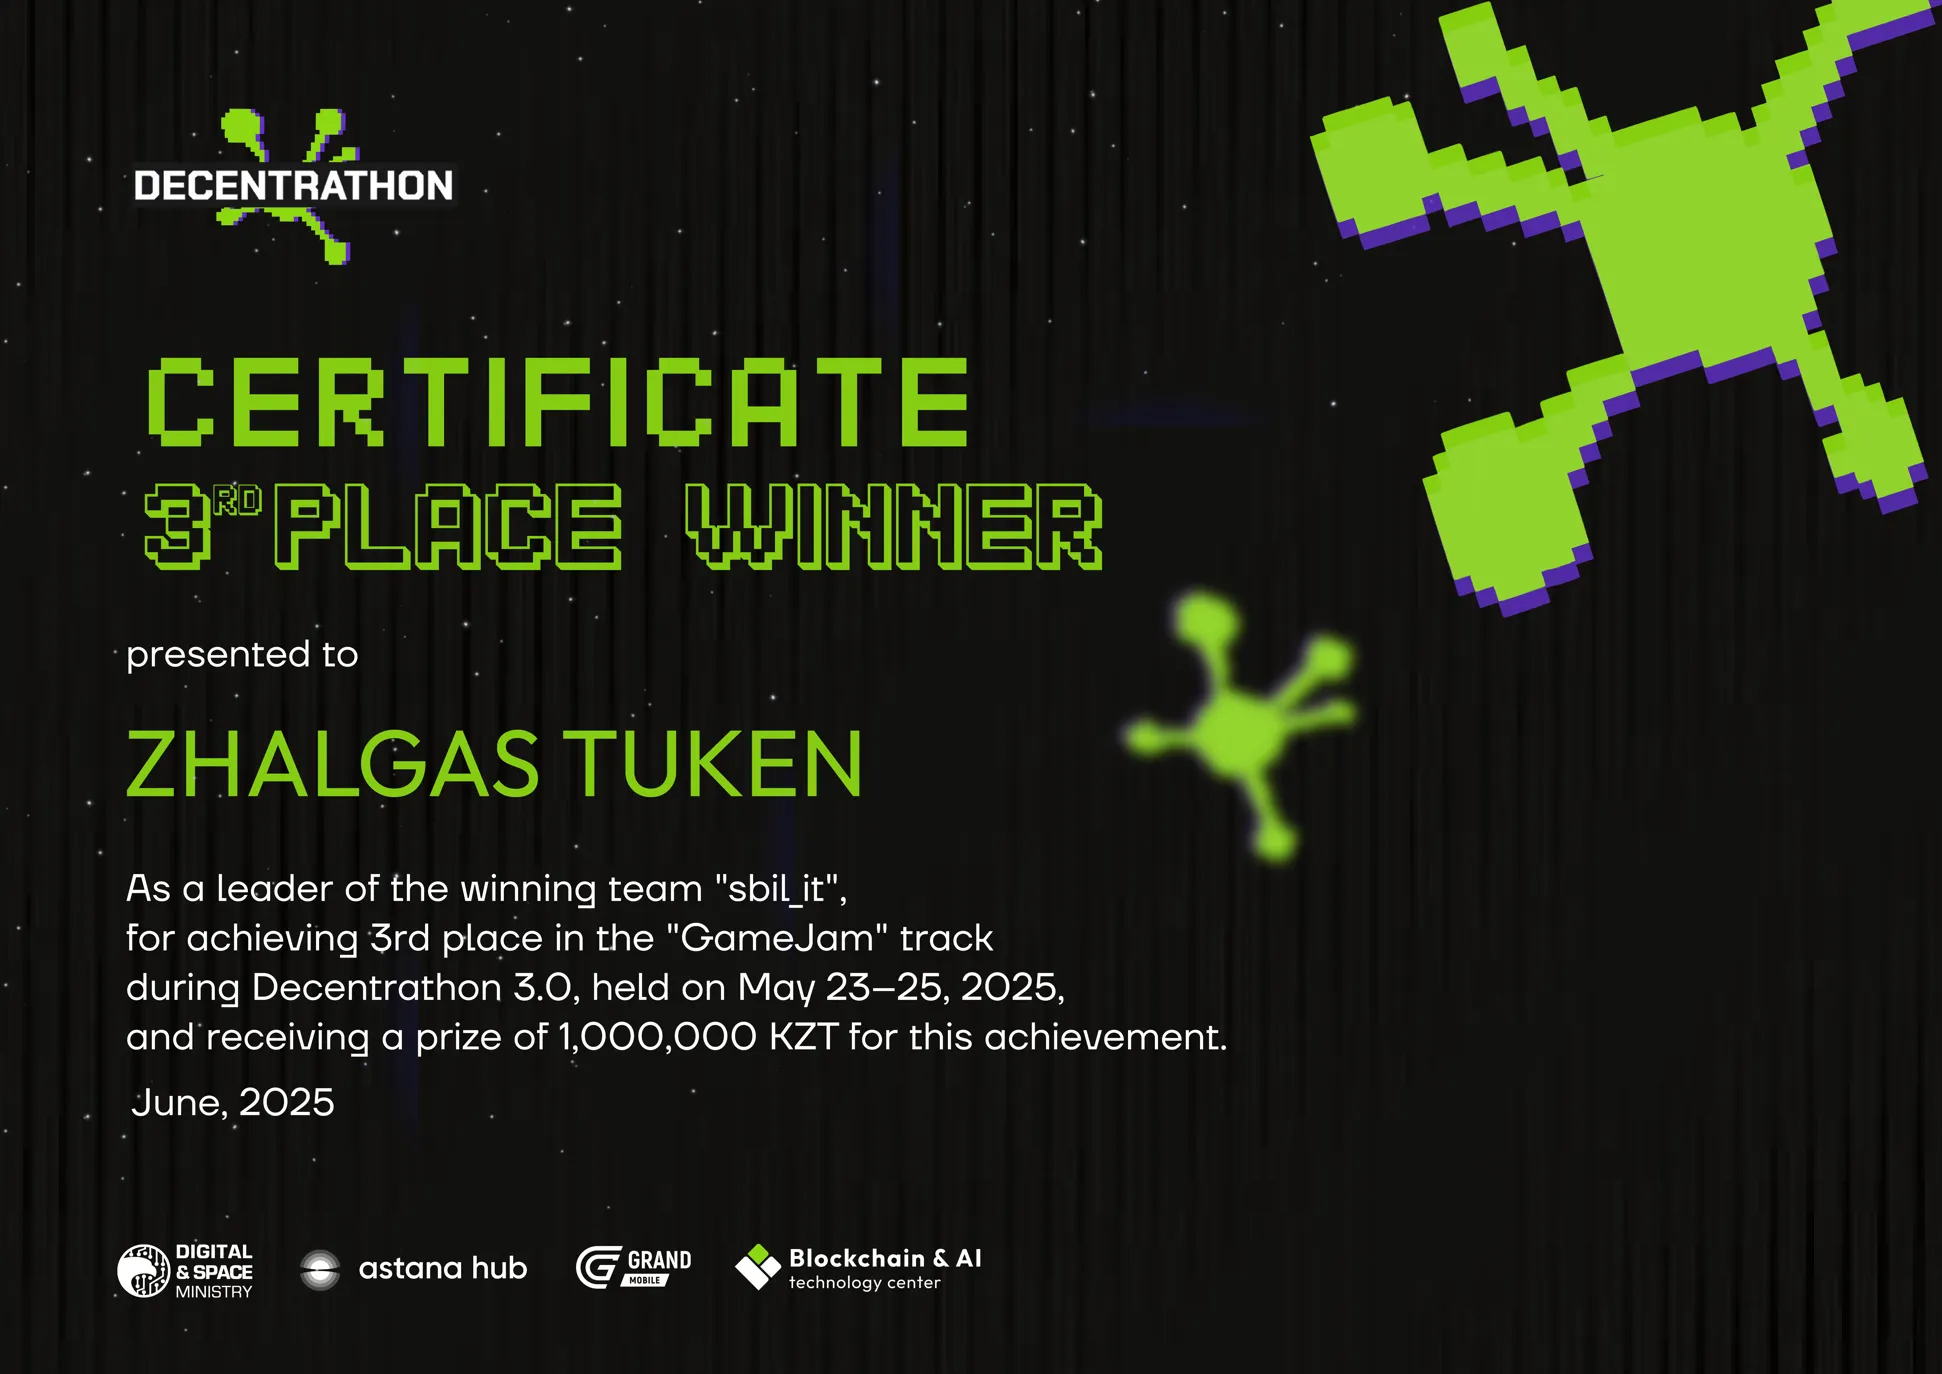 DECENTRATHON
CERTIFICATE
3RD PLACE WINNER
presented to
ZHALGAS TUKEN
As a leader of the winning team "sbil_it",
for achieving 3rd place in the "GameJam" track
during Decentrathon 3.0, held on May 23–25, 2025,
and receiving a prize of 1,000,000 KZT for this achievement.
June, 2025
DIGITAL
& SPACE
MINISTRY
astana hub
GRAND
MOBILE
Blockchain & AI
technology center